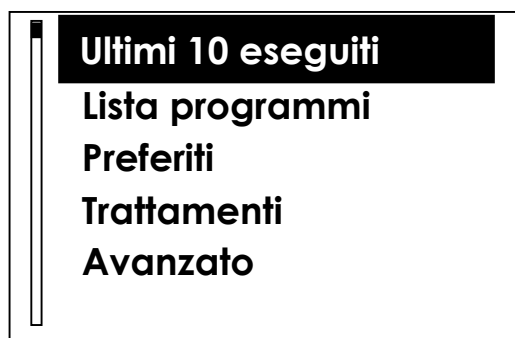 Ultimi 10 eseguiti
Lista programmi
Preferiti
Trattamenti
Avanzato